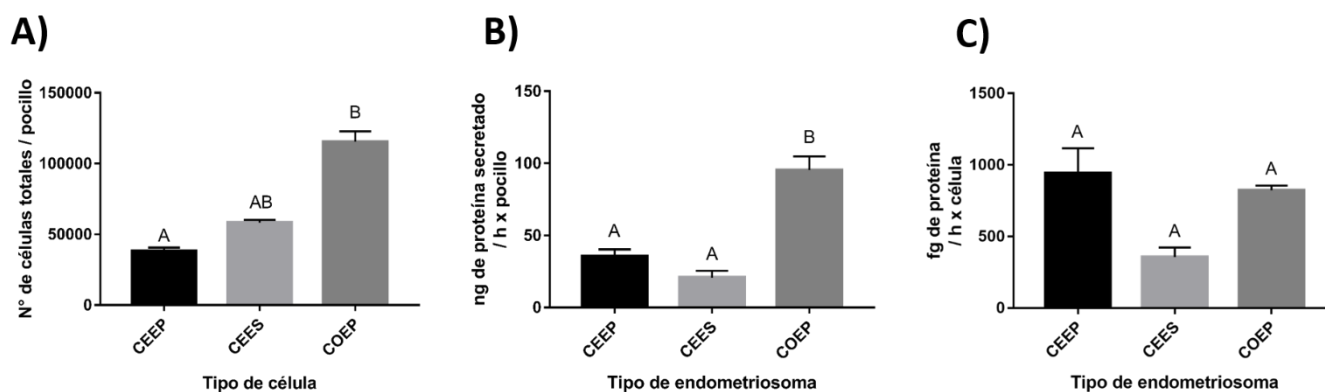 A)
N° de células totales / pocillo
150000
100000
50000
0
A
AB
B
CEEP
CEES
COEP
Tipo de célula
B)
ng de proteína secretado
/ h x pocillo
150
100
50
0
A
A
B
CEEP
CEES
COEP
Tipo de endometriosoma
C)
fg de proteína
/ h x célula
1500
1000
500
0
A
A
A
CEEP
CEES
COEP
Tipo de endometriosoma